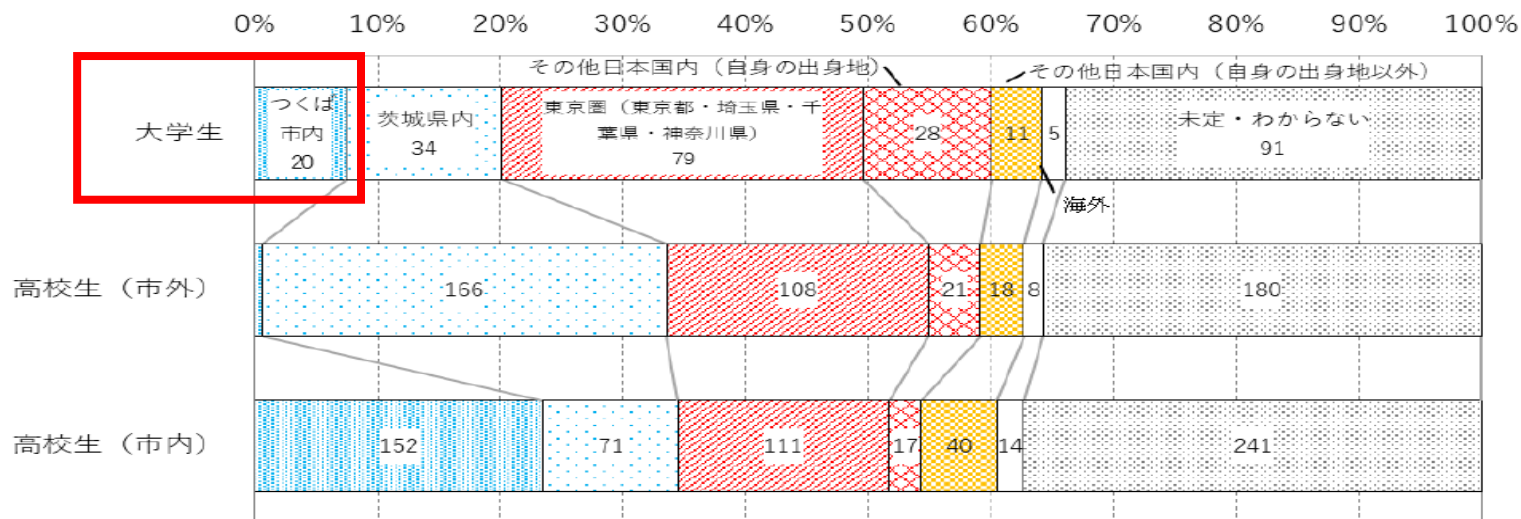 0% 10% 20% 30% 40% 50% 60% 70% 80% 90% 100%
その他日本国内（自身の出身地）
その他日本国内（自身の出身地以外）
大学生
つくば
市内
20
茨城県内
34
東京圏（東京都・埼玉県・千
葉県・神奈川県）
79
28
11
5
未定・わからない
91
海外
高校生（市外）
166
108
21
18
8
180
高校生（市内）
152
71
111
17
40
14
241